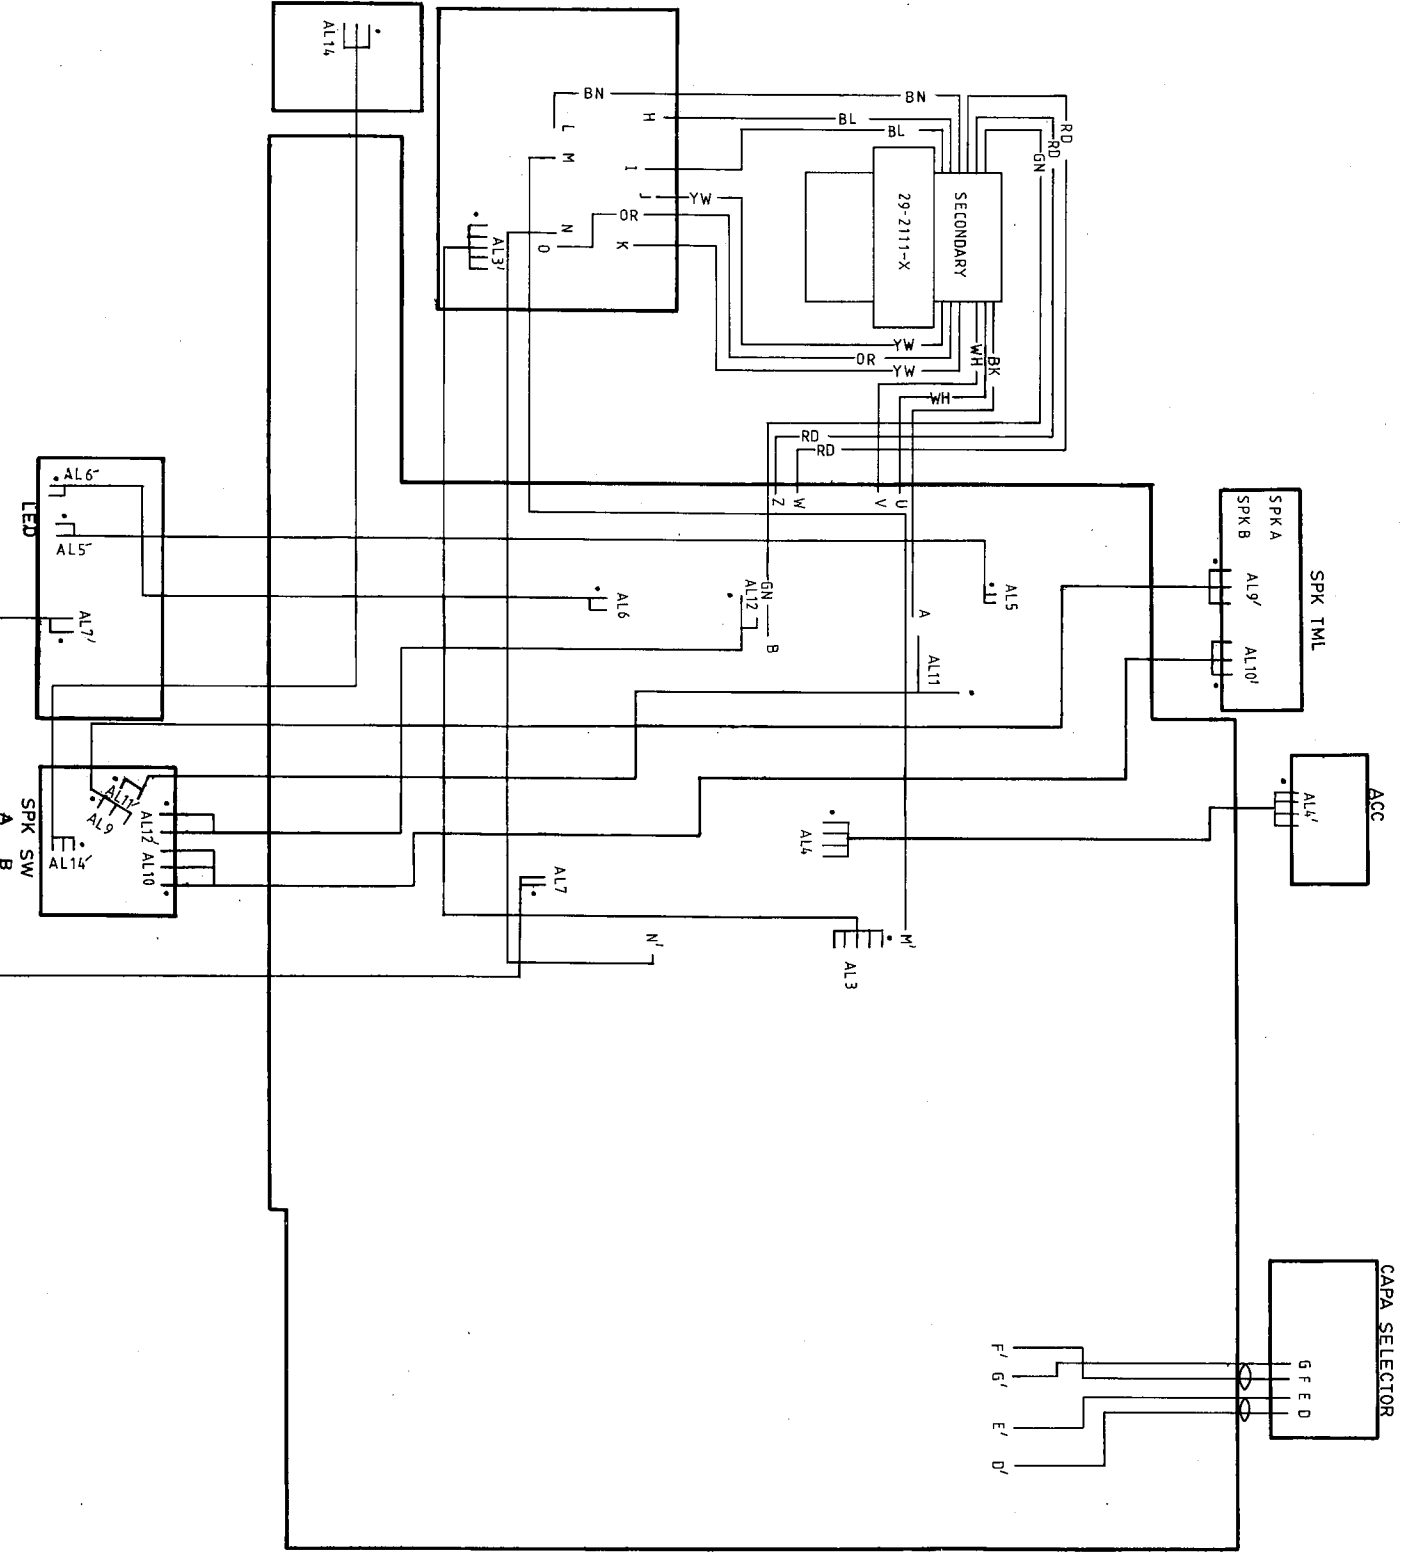 AL14
BN
BN
H
BL
BL
L
M
I
J
YW
OR
N
O
K
AL3'
RD
RD
GN
SECONDARY
29-2111-X
YW
OR
YW
WH
BK
WH
RD
RD
Z
W
V
U
SPK A
SPK B
AL9'
AL10'
SPK TML
AL6'
AL5'
AL7'
LED
AL6
GN
AL12
B
A
AL5
AL11
ACC
AL4'
AL4
AL11'
AL9
AL12'
AL10
AL14'
SPK SW
A B
AL7
N'
M'
AL3
CAPA SELECTOR
G
F
E
D
F'
G'
E'
D'